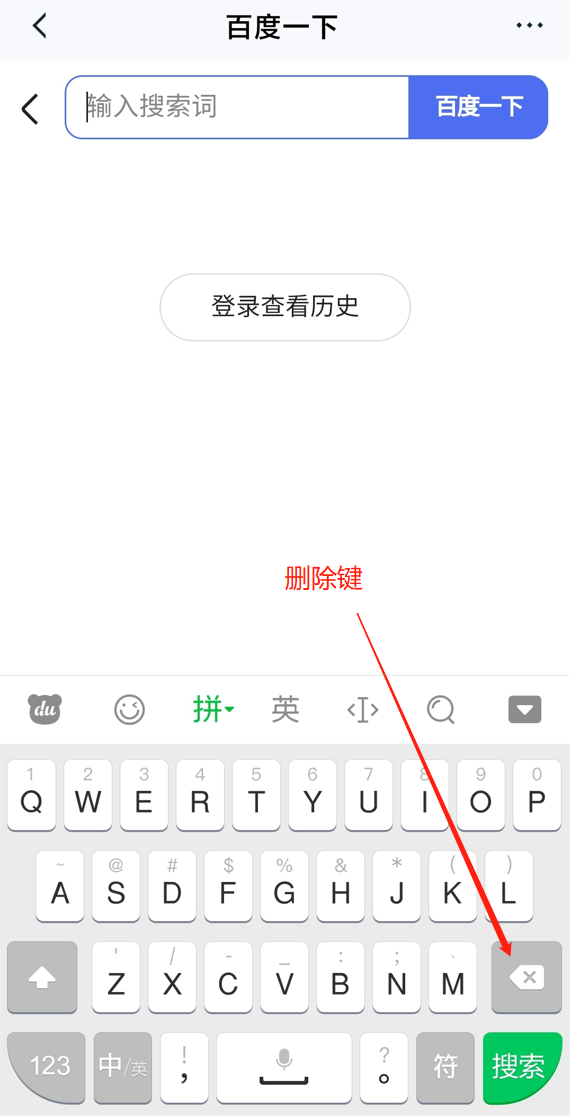 百度一下
输入搜索词
百度一下
登录查看历史
删除键
du 拼 英
1 2 3 4 5 6 7 8 9 0
Q W E R T Y U I O P
~ @ # $ % & * ( )
A S D F G H J K L
' / - _ : ; 、
Z X C V B N M
! ?
123 中/英 , 。 符 搜索